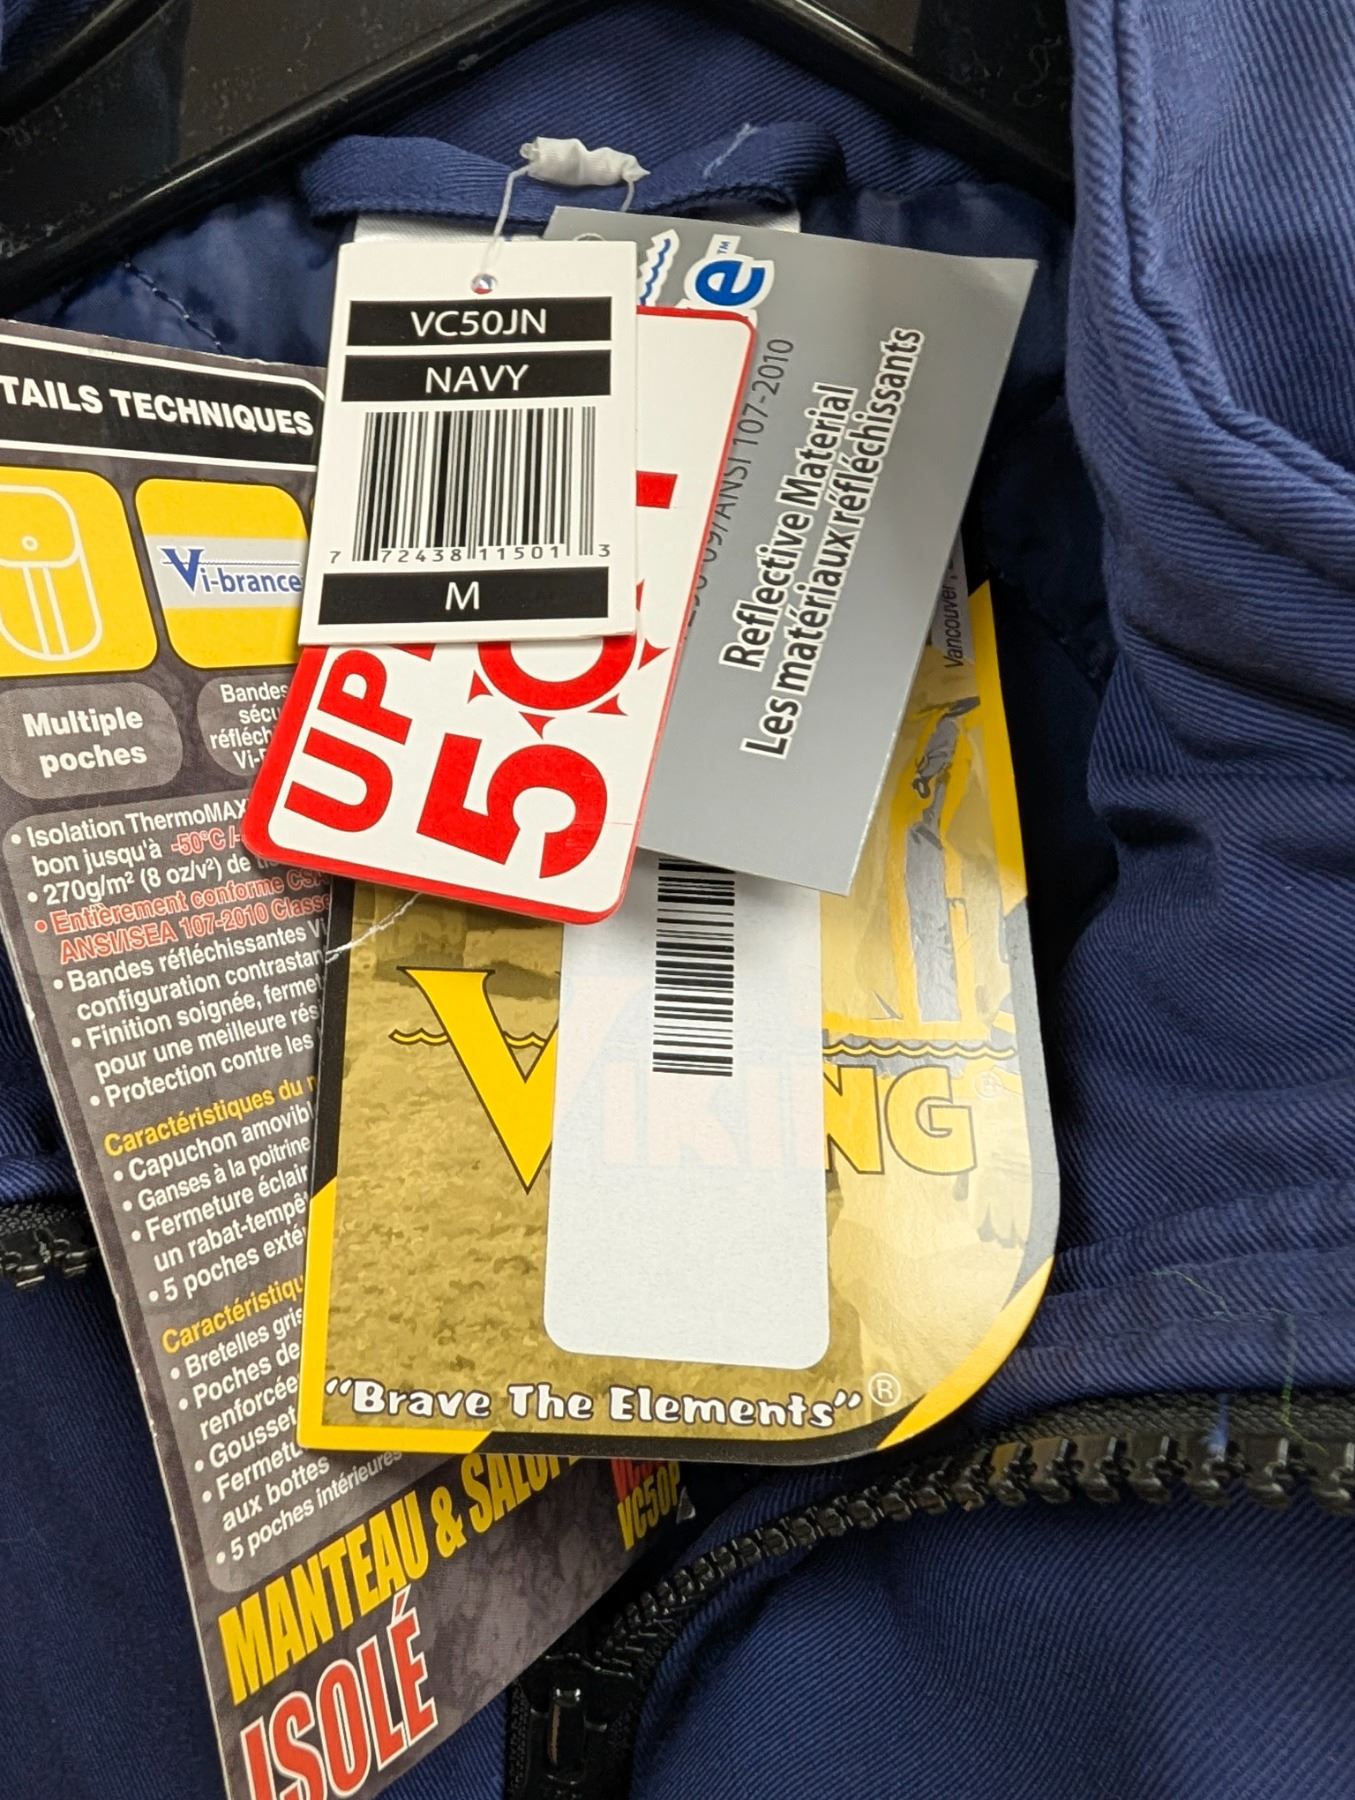 VC50JN
NAVY
7 72438 11501 3
M
e™
107-2010
Reflective Material
Les matériaux réfléchissants
Vancouver
TAILS TECHNIQUES
Vi-brance
Multiple
poches
Bandes
réfléch
• Isolation ThermoMAX
bon jusqu'à -50°C /-
• 270g/m² (8 oz/v²) de
• Entièrement conforme CS
ANSI/ISEA 107-2010 Classe
• Bandes réfléchissantes Vi
configuration contrastan
• Finition soignée, fermet
pour une meilleure rés
• Protection contre les
Caractéristiques du
• Capuchon amovibl
• Ganses à la poitrine
• Fermeture éclair
un rabat-tempê
• 5 poches exté
Caractéristiqu
• Bretelles gris
• Poches de
renforcée
• Gousset
• Fermetu
aux bottes
• 5 poches intérieures
MANTEAU & SALOP
ISOLÉ
VC50P
UP
50
VIKING®
"Brave The Elements"®